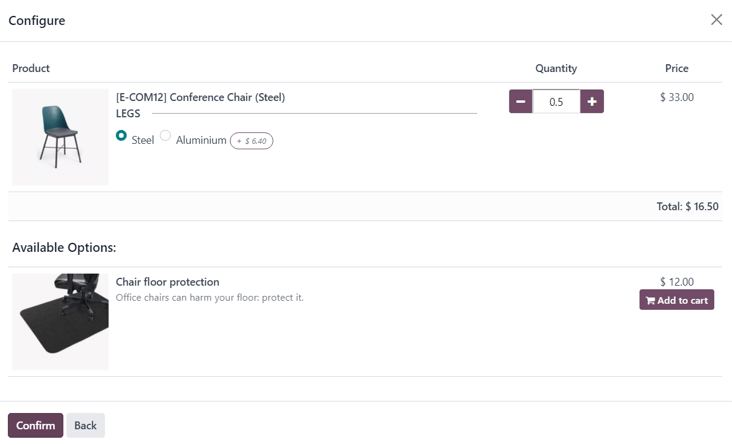 Configure
Product Quantity Price
[E-COM12] Conference Chair (Steel)
LEGS
Steel Aluminium + $ 6.40
0.5
$ 33.00
Total: $ 16.50
Available Options:
Chair floor protection
Office chairs can harm your floor: protect it.
$ 12.00
Add to cart
Confirm Back